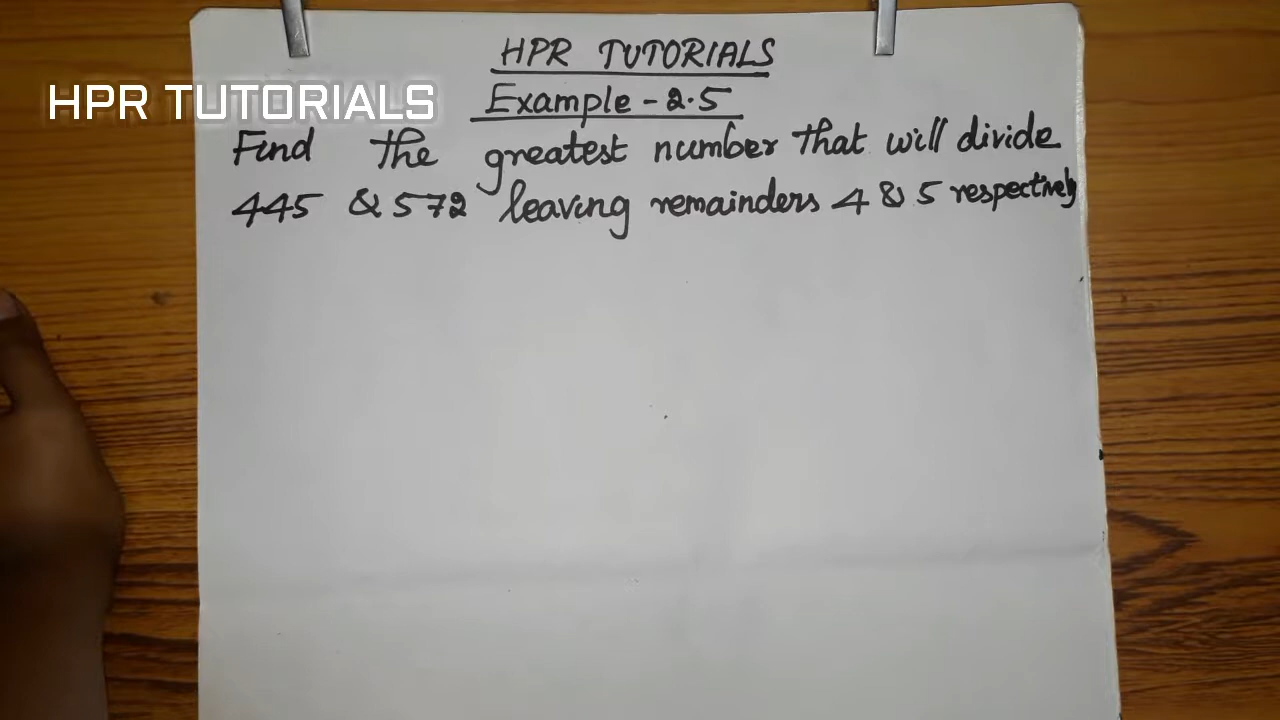 HPR TUTORIALS
HPR TUTORIALS
Example - 2.5
Find the greatest number that will divide
445 & 572 leaving remainders 4 & 5 respectively